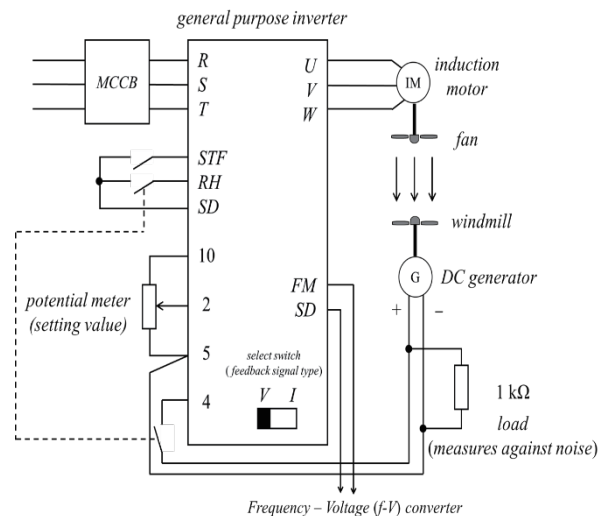 general purpose inverter
MCCB
R
S
T
U
V
W
IM
induction
motor
fan
STF
RH
SD
windmill
G
DC generator
+
−
10
2
5
4
potential meter
(setting value)
FM
SD
select switch
( feedback signal type)
V
I
1 kΩ
load
(measures against noise)
Frequency – Voltage (f-V) converter